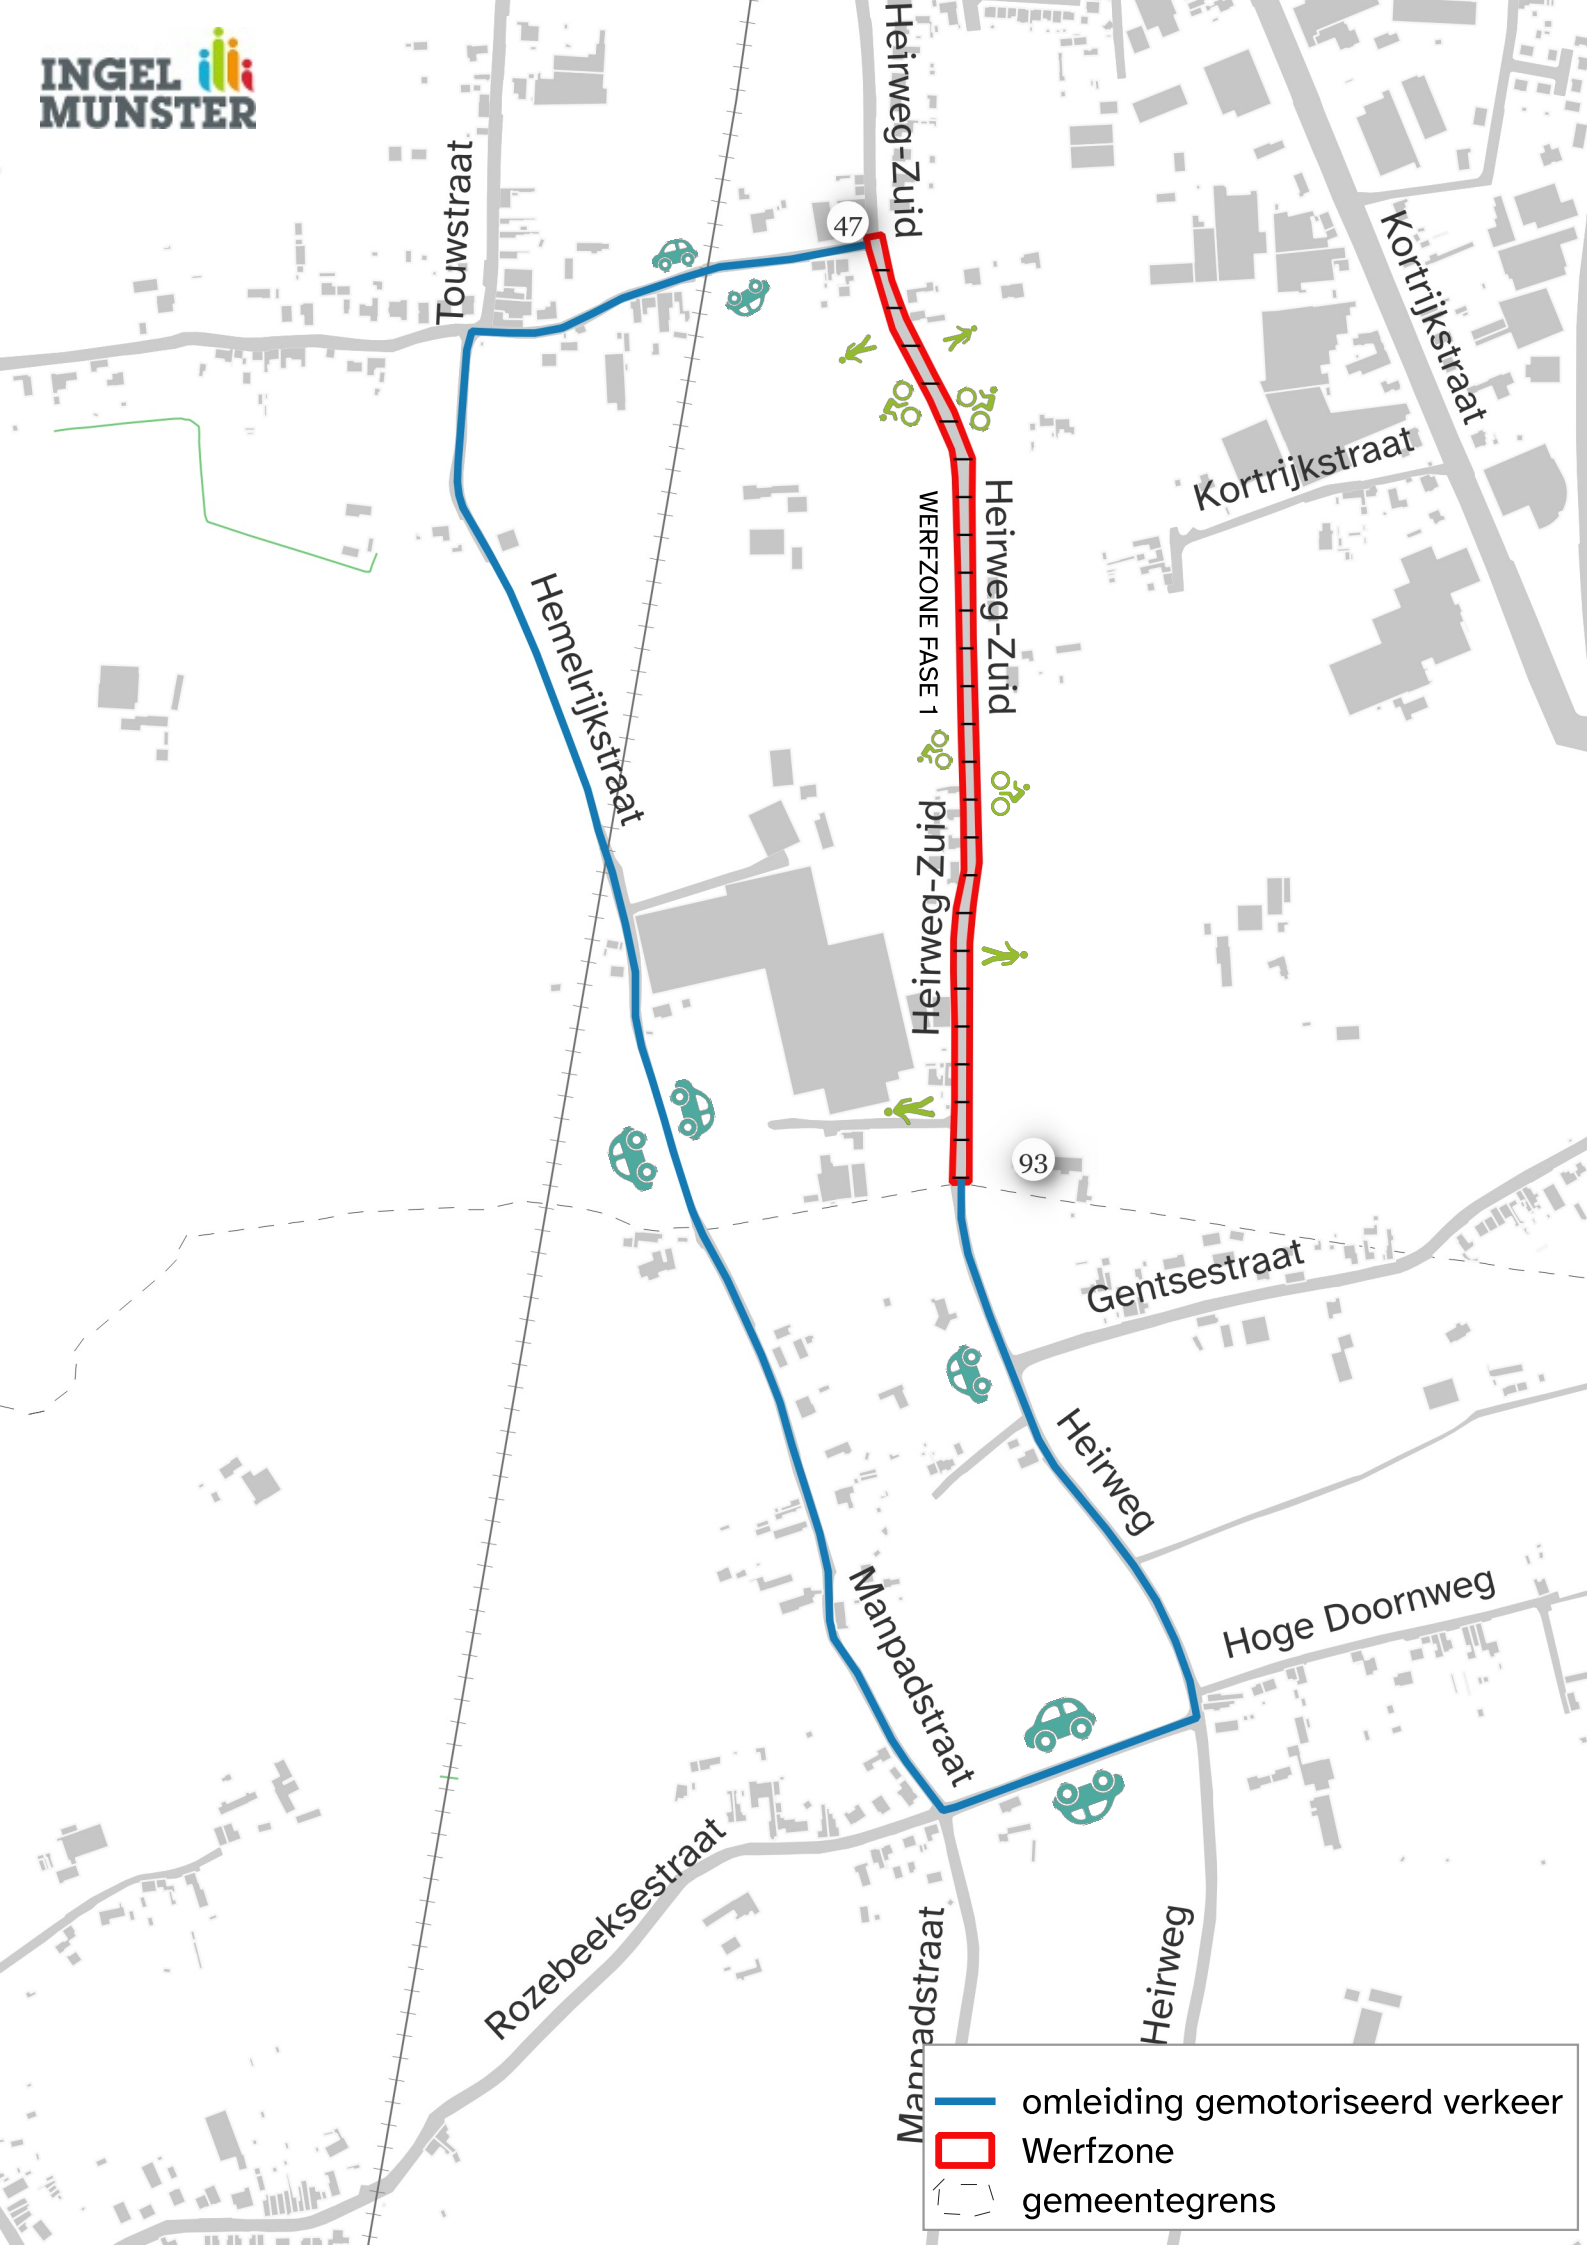 INGEL
MUNSTER
Heirweg-Zuid
Touwstraat
47
Kortrijkstraat
Kortrijkstraat
Heirweg-Zuid
WERFZONE FASE 1
Hemelrijkstraat
Heirweg-Zuid
93
Gentsestraat
Heirweg
Hoge Doornweg
Manpadstraat
Rozebeeksestraat
Manpadstraat
Heirweg
omleiding gemotoriseerd verkeer
Werfzone
gemeentegrens